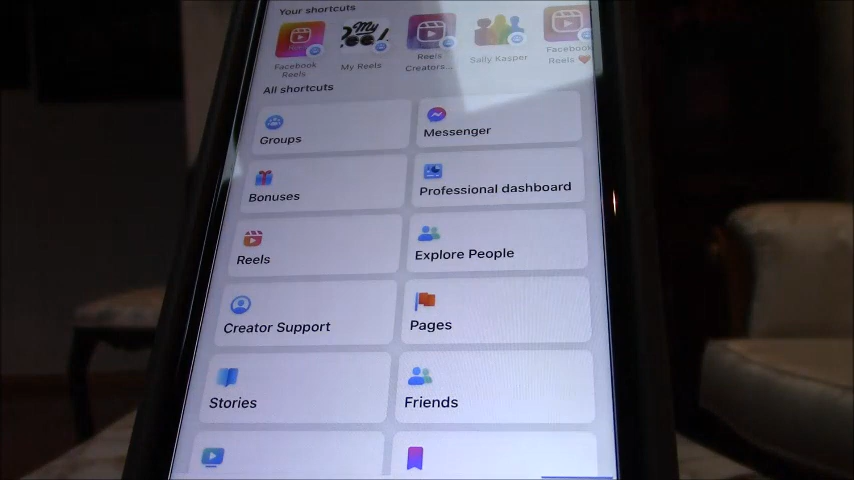 Your shortcuts
Facebook Reels
My Reels
Reels Creators...
Sally Kasper
Facebook Reels ❤
All shortcuts
Groups
Messenger
Bonuses
Professional dashboard
Reels
Explore People
Creator Support
Pages
Stories
Friends